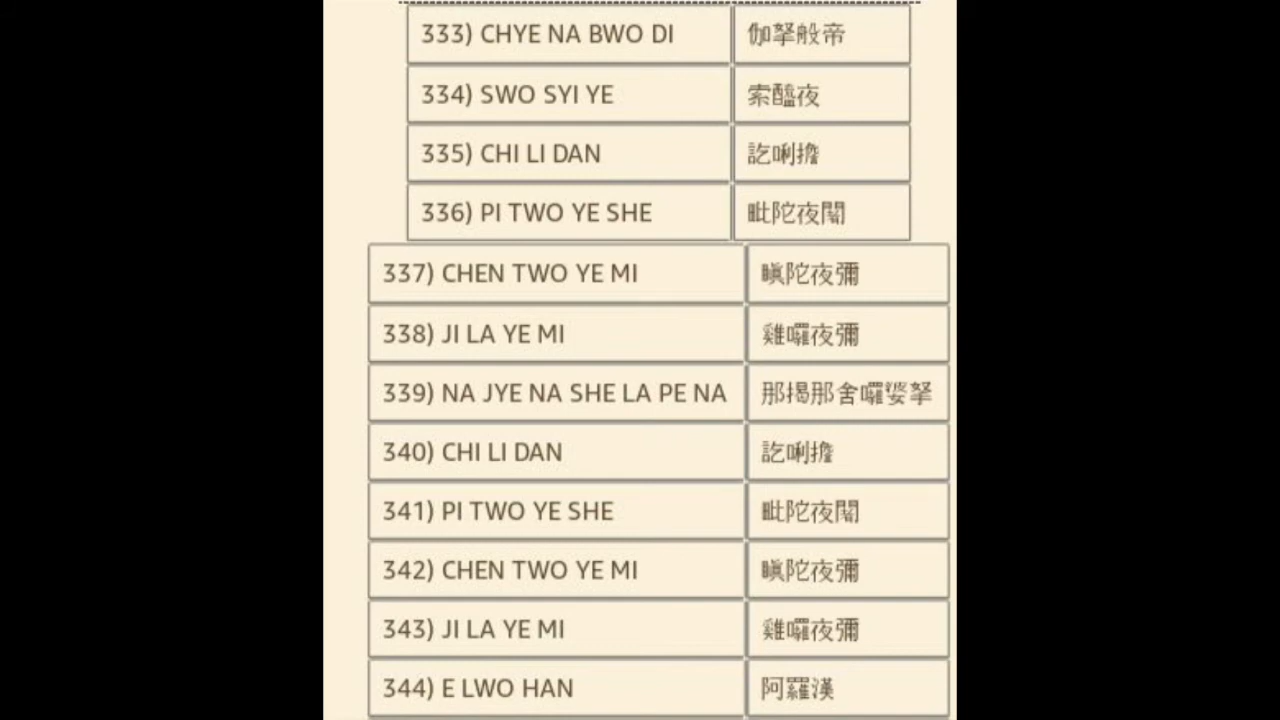 333) CHYE NA BWO DI 伽拏般帝
334) SWO SYI YE 索醯夜
335) CHI LI DAN 訖唎擔
336) PI TWO YE SHE 毗陀夜闍
337) CHEN TWO YE MI 瞋陀夜彌
338) JI LA YE MI 雞囉夜彌
339) NA JYE NA SHE LA PE NA 那揭那舍囉婆拏
340) CHI LI DAN 訖唎擔
341) PI TWO YE SHE 毗陀夜闍
342) CHEN TWO YE MI 瞋陀夜彌
343) JI LA YE MI 雞囉夜彌
344) E LWO HAN 阿羅漢